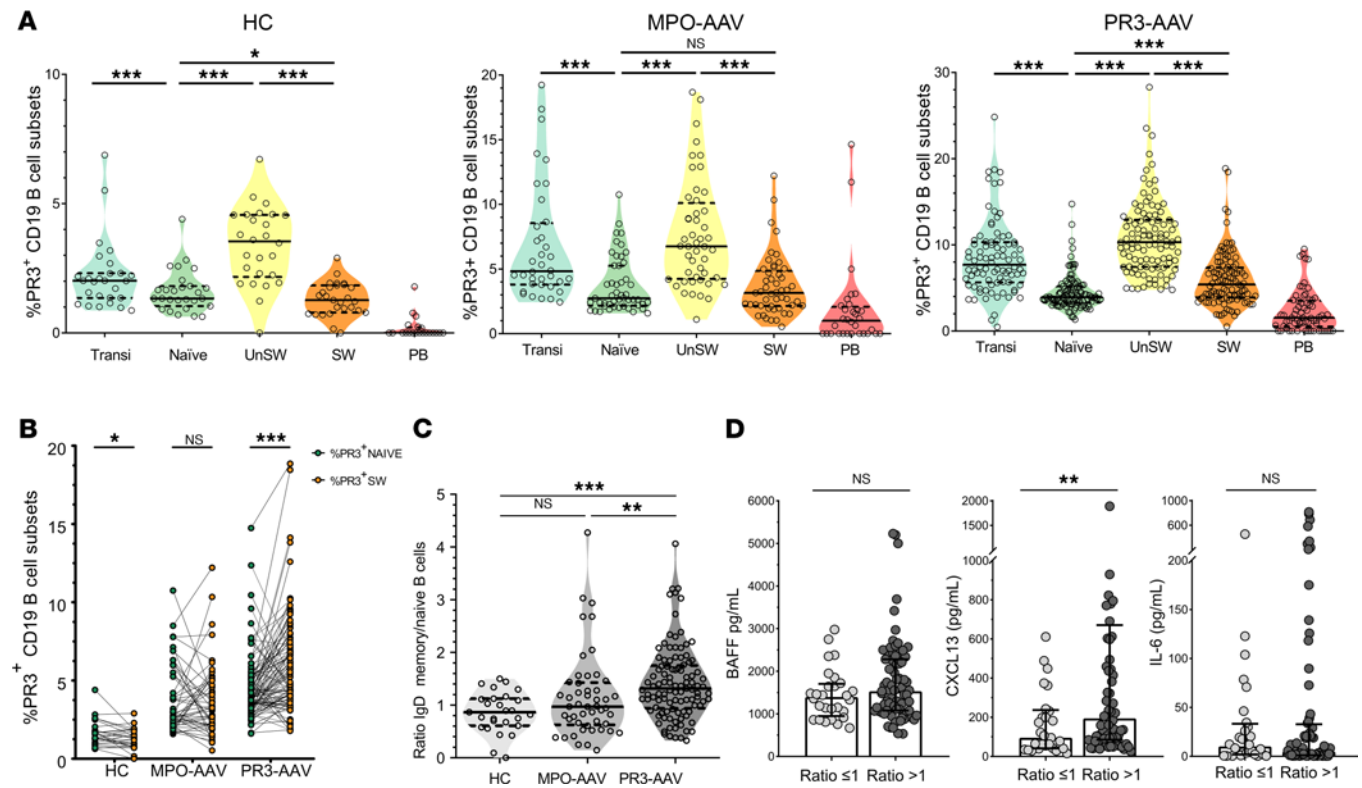 A
HC
MPO-AAV
PR3-AAV
%PR3+ CD19 B cell subsets
10
5
0
***
*
***
***
Transi Naïve UnSW SW PB
%PR3+ CD19 B cell subsets
20
15
10
5
0
NS
***
***
***
Transi Naïve UnSW SW PB
%PR3+ CD19 B cell subsets
30
20
10
0
***
***
***
***
Transi Naïve UnSW SW PB
B
%PR3+ CD19 B cell subsets
20
15
10
5
0
* NS ***
%PR3+NAIVE
%PR3+SW
HC MPO-AAV PR3-AAV
C
Ratio IgD memory/naive B cells
5
4
3
2
1
0
***
NS **
HC MPO-AAV PR3-AAV
D
BAFF pg/mL
6000
5000
4000
3000
2000
1000
0
NS
Ratio ≤1 Ratio >1
CXCL13 (pg/mL)
2000
1500
1000
800
600
400
200
0
**
Ratio ≤1 Ratio >1
IL-6 (pg/mL)
1000
600
200
150
100
50
0
NS
Ratio ≤1 Ratio >1